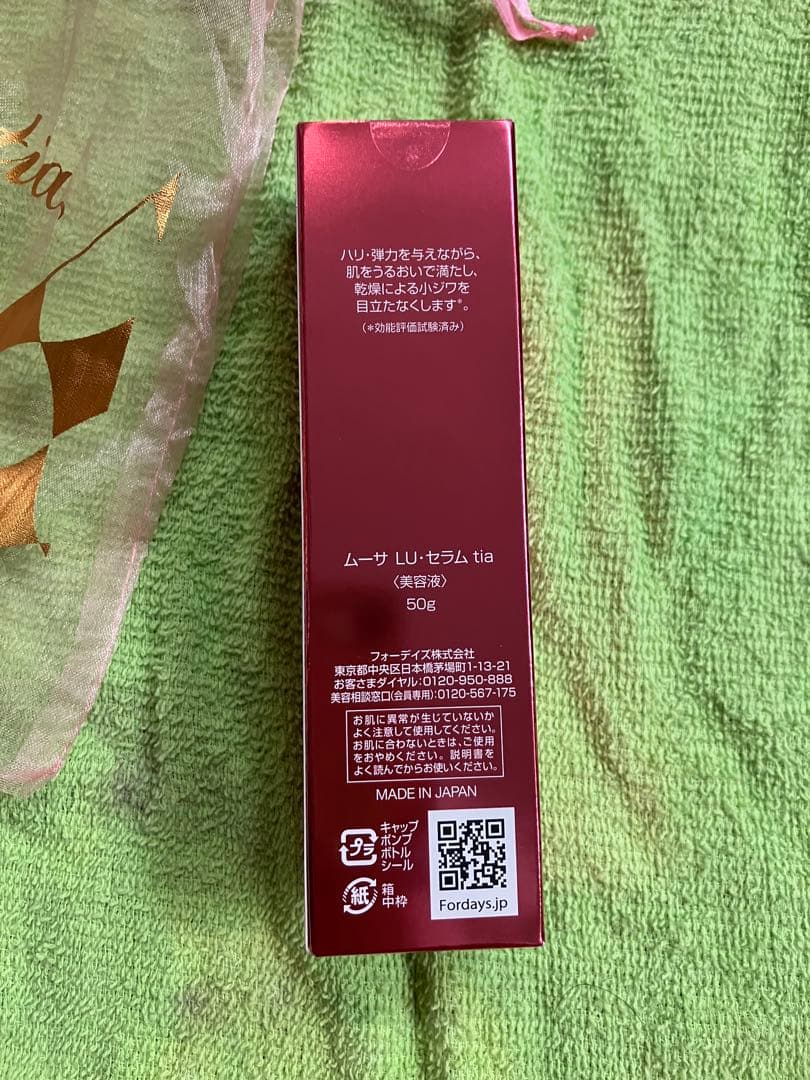 tia
ハリ・弾力を与えながら、
肌をうるおいで満たし、
乾燥による小ジワを
目立たなくします*。
(*効能評価試験済み)
ムーサ LU・セラム tia
〈美容液〉
50g
フォーデイズ株式会社
東京都中央区日本橋茅場町1-13-21
お客さまダイヤル:0120-950-888
美容相談窓口(会員専用):0120-567-175
お肌に異常が生じていないか
よく注意して使用してください。
お肌に合わないときは、ご使用
をおやめください。説明書を
よく読んでからお使いください。
MADE IN JAPAN
プラ
キャップ
ポンプ
ボトル
シール
紙
箱
中枠
Fordays.jp